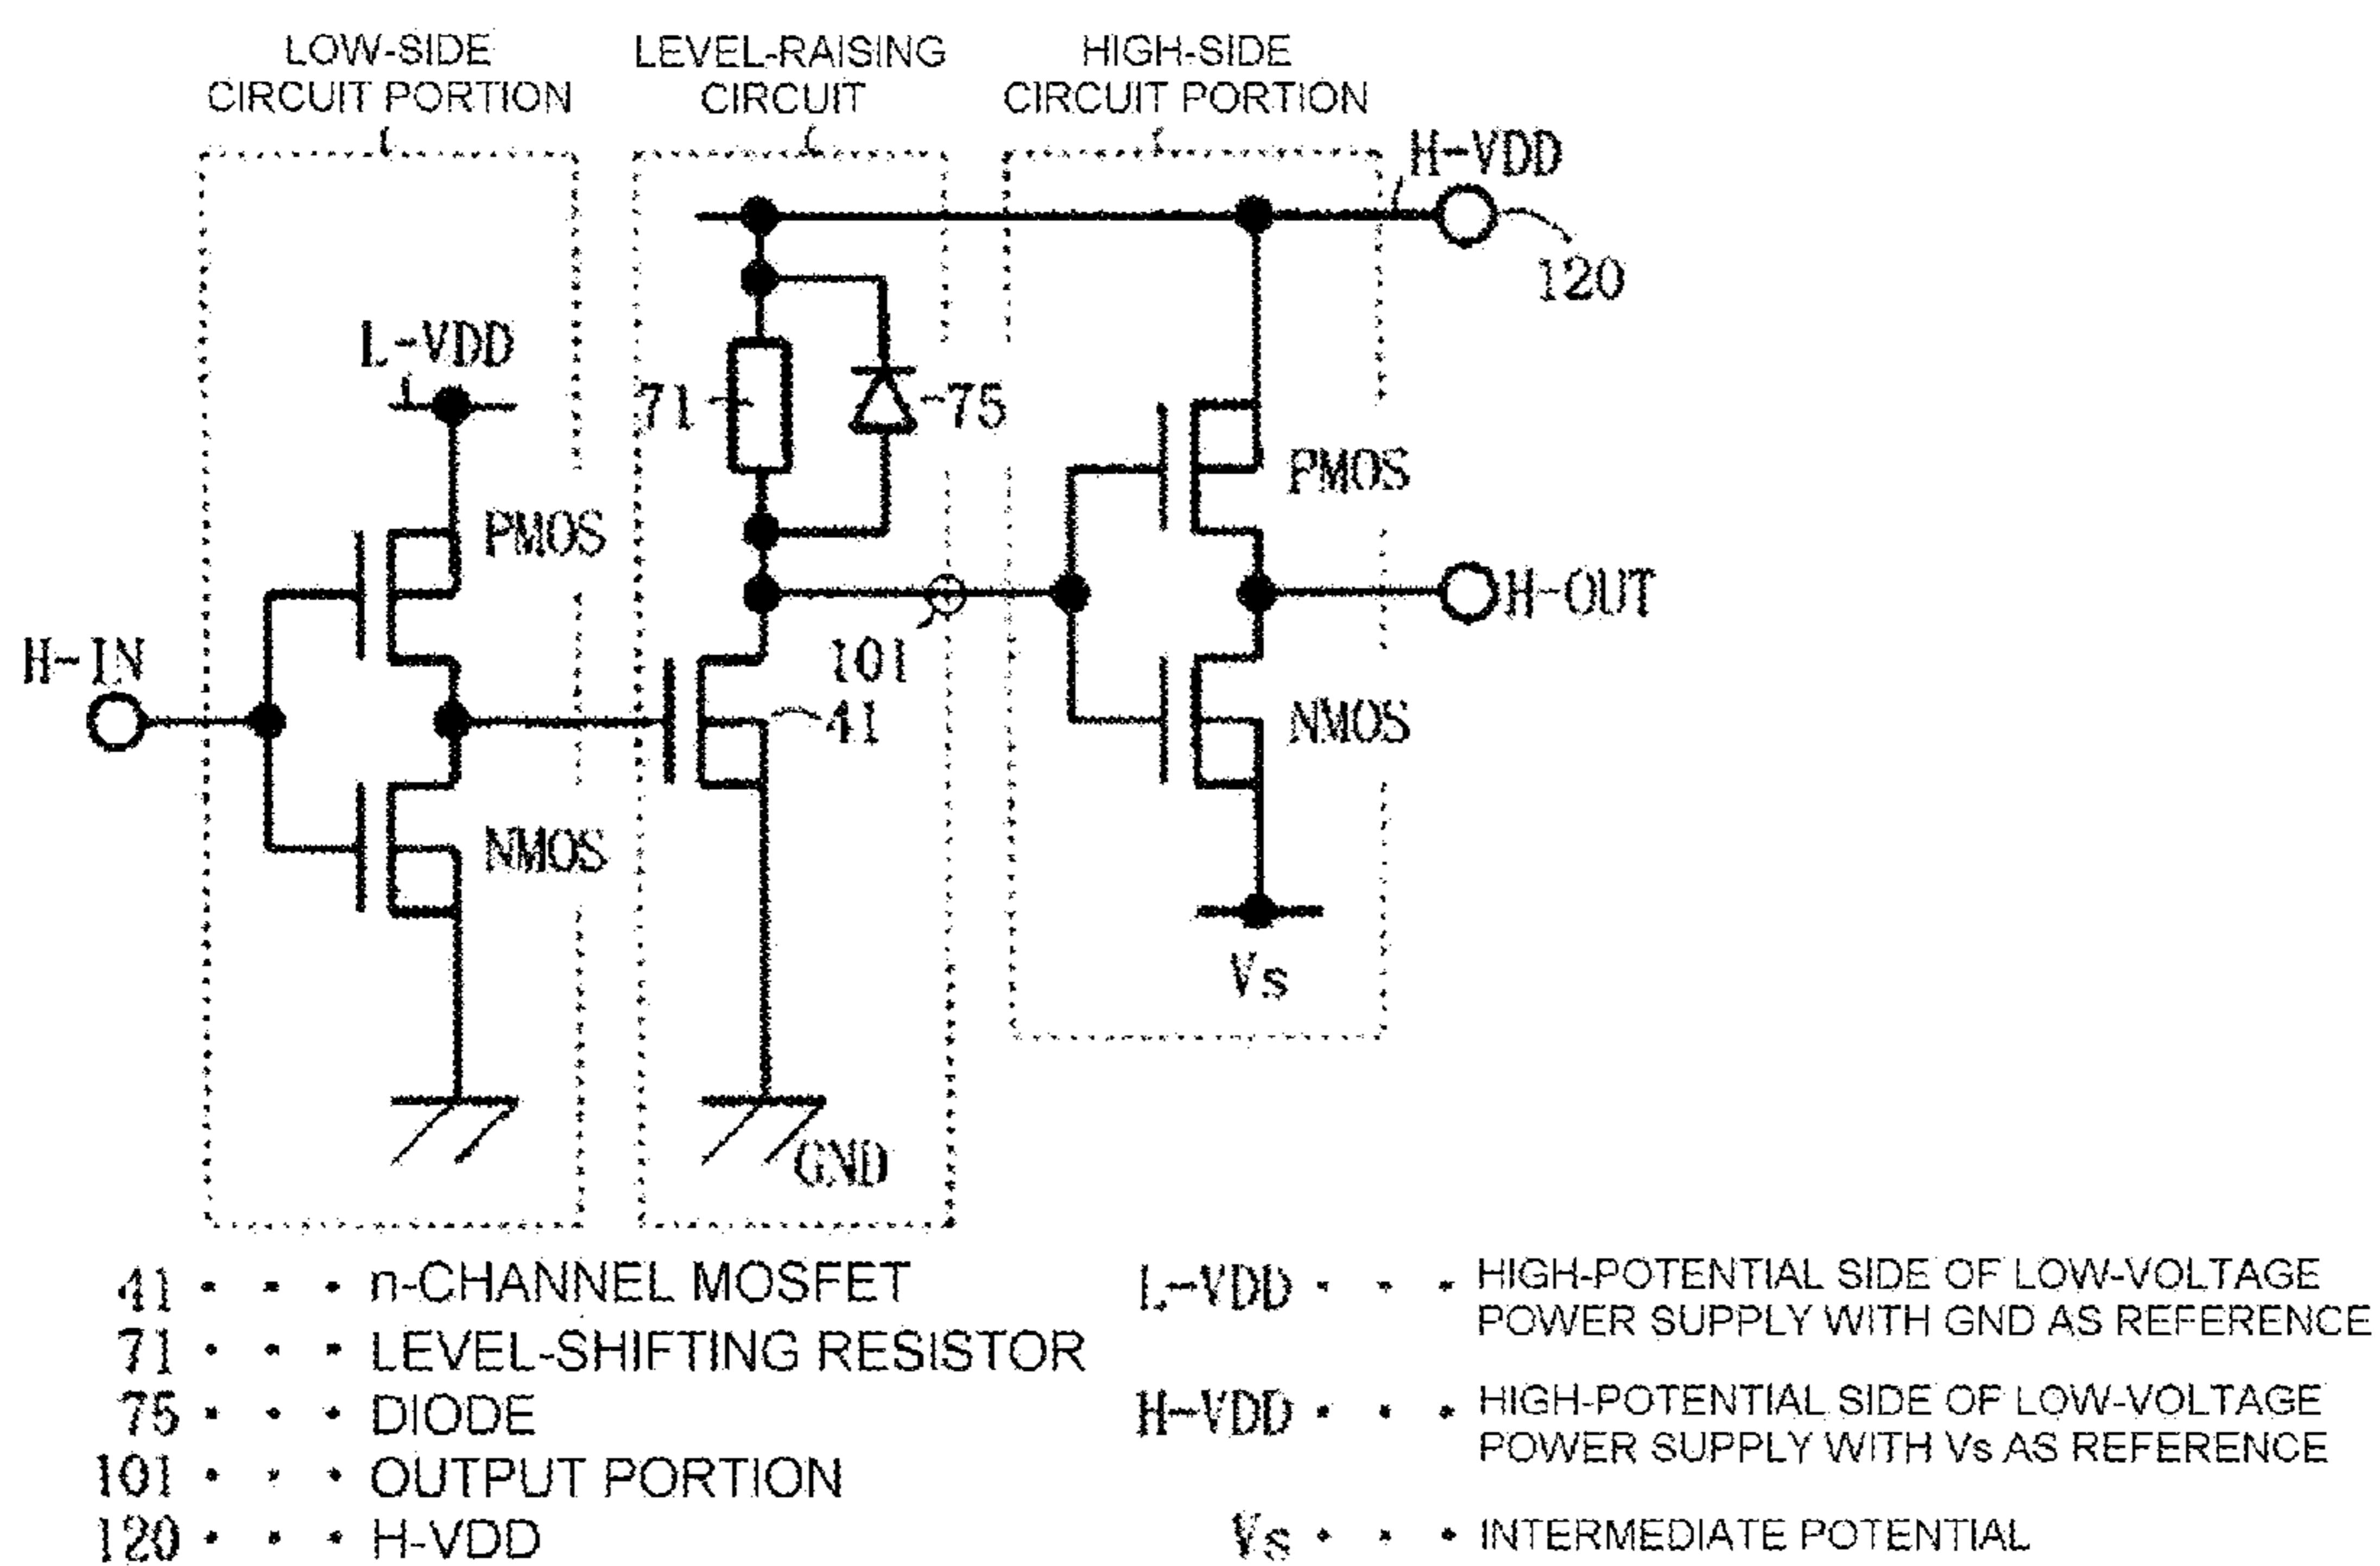 LOW-SIDE
CIRCUIT PORTION
LEVEL-RAISING
CIRCUIT
HIGH-SIDE
CIRCUIT PORTION
H-VDD
120
L-VDD
71
75
PMOS
PMOS
H-OUT
H-IN
101
41
NMOS
NMOS
Vs
GND
41 · · · n-CHANNEL MOSFET
71 · · · LEVEL-SHIFTING RESISTOR
75 · · · DIODE
101 · · · OUTPUT PORTION
120 · · · H-VDD
L-VDD · · · HIGH-POTENTIAL SIDE OF LOW-VOLTAGE
POWER SUPPLY WITH GND AS REFERENCE
H-VDD · · · HIGH-POTENTIAL SIDE OF LOW-VOLTAGE
POWER SUPPLY WITH Vs AS REFERENCE
Vs · · · INTERMEDIATE POTENTIAL